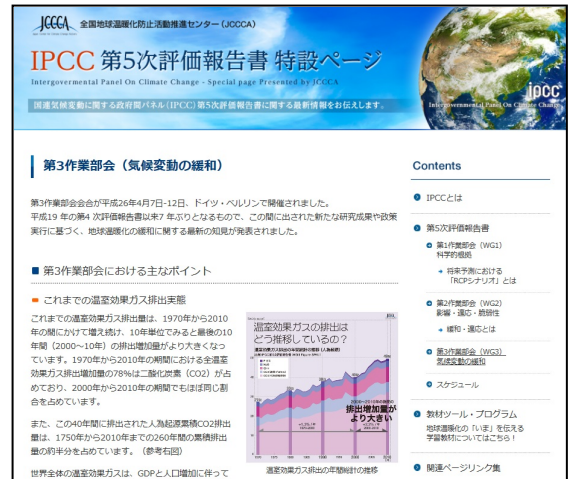 JCCCA 全国地球温暖化防止活動推進センター(JCCCA)
IPCC 第5次評価報告書 特設ページ
Intergovermental Panel On Climate Change - Special page Presented by JCCCA
国連気候変動に関する政府間パネル(IPCC)第5次評価報告書に関する最新情報をお伝えします。
ipcc
Intergovernmental Panel On Climate Change
第3作業部会(気候変動の緩和)
第3作業部会会合が平成26年4月7日-12日、ドイツ・ベルリンで開催されました。
平成19 年の第4 次評価報告書以来7 年ぶりとなるもので、この間に出された新たな研究成果や政策
実行に基づく、地球温暖化の緩和に関する最新の知見が発表されました。
第3作業部会における主なポイント
これまでの温室効果ガス排出実態
これまでの温室効果ガス排出量は、1970年から2010
年の間にかけて増え続け、10年単位でみると最後の10
年間(2000~10年)の排出増加量がより大きくなっ
ています。1970年から2010年の期間における全温室
効果ガス排出増加量の78%は二酸化炭素(CO2)が占
めており、2000年から2010年の期間でもほぼ同じ割
合を占めています。
また、この40年間に排出された人為起源累積CO2排出
量は、1750年から2010年までの260年間の累積排出
量の約半分を占めています。(参考右図)
世界全体の温室効果ガスは、GDPと人口増加に伴って
温室効果ガスの排出は
どう推移しているの?
2000~2010年の期間の
排出増加量が
より大きい
温室効果ガス排出の年間総計の推移
Contents
IPCCとは
第5次評価報告書
第1作業部会(WG1)
科学的根拠
将来予測における
「RCPシナリオ」とは
第2作業部会(WG2)
影響・適応・脆弱性
緩和・適応とは
第3作業部会(WG3)
気候変動の緩和
スケジュール
教材ツール・プログラム
地球温暖化の「いま」を伝える
学習教材についてはこちら!
関連ページリンク集